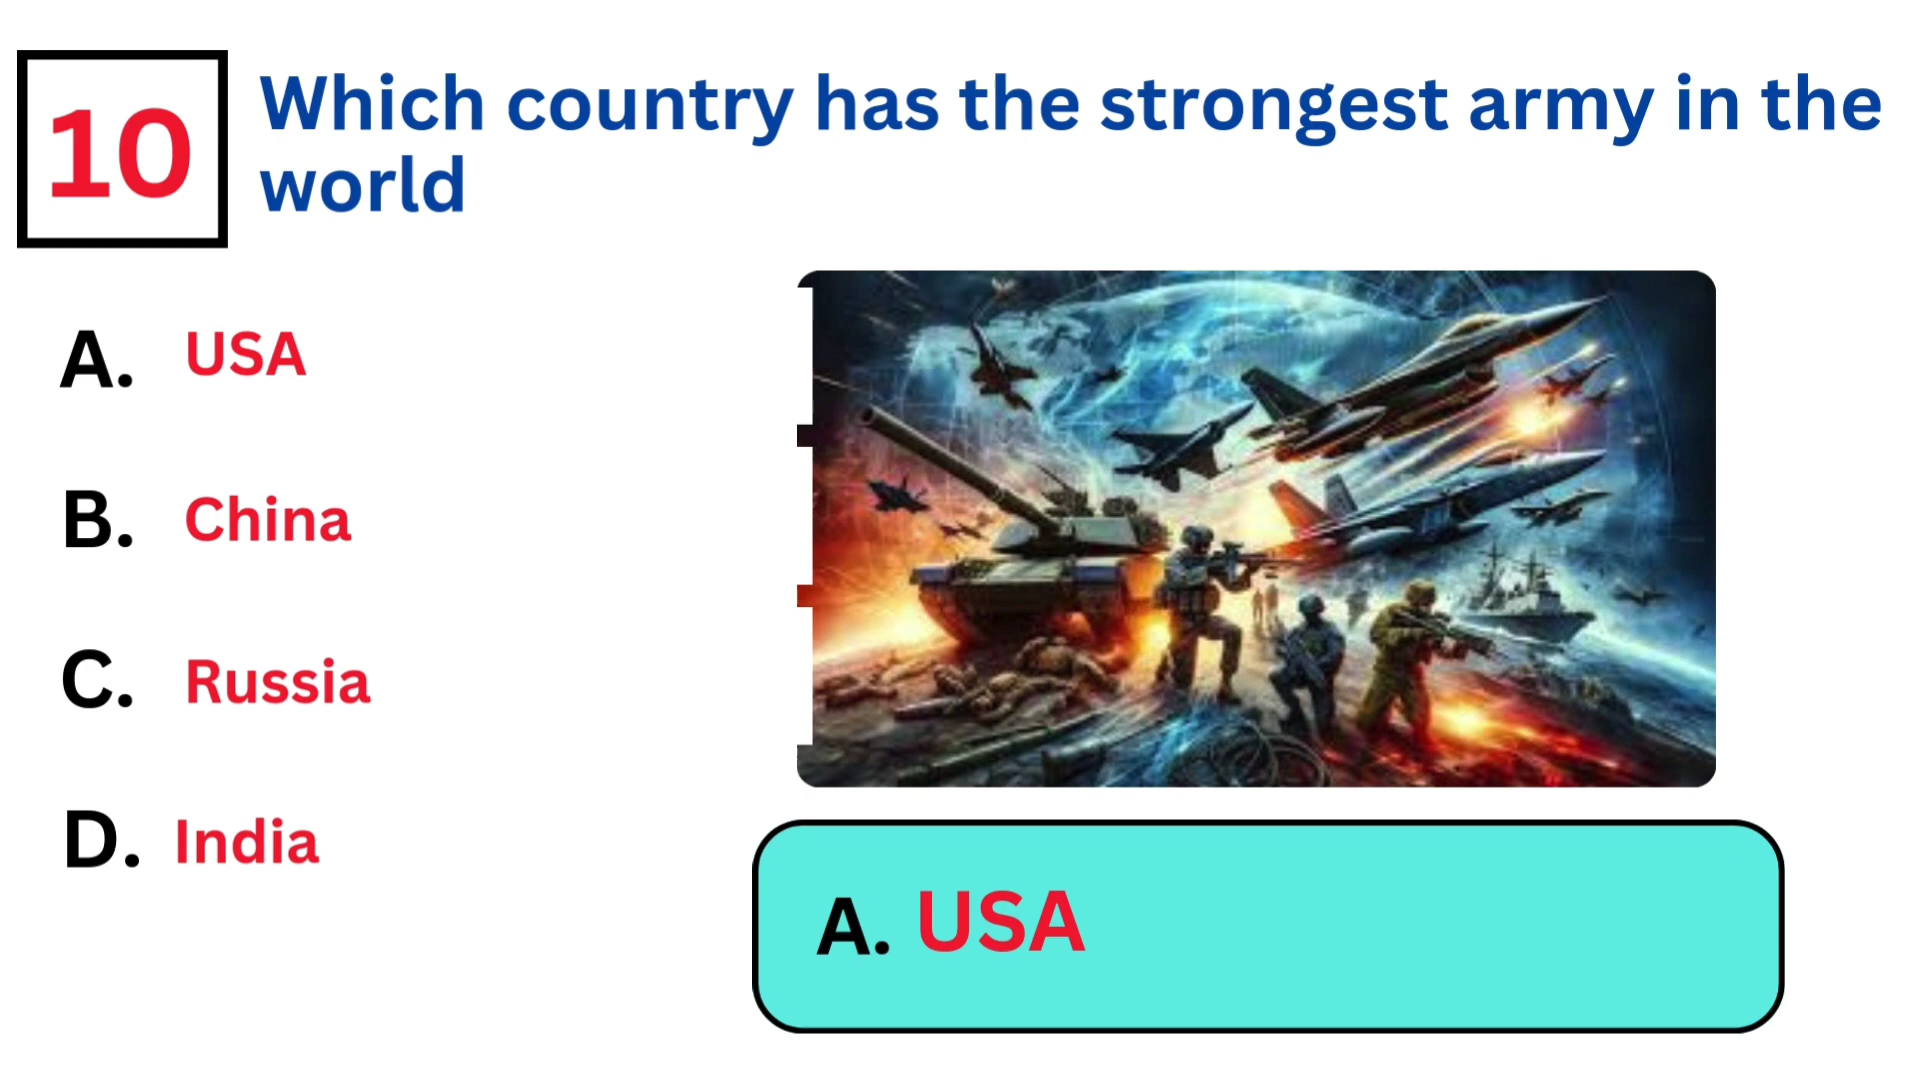 10
Which country has the strongest army in the
world
A. USA
B. China
C. Russia
D. India
A. USA